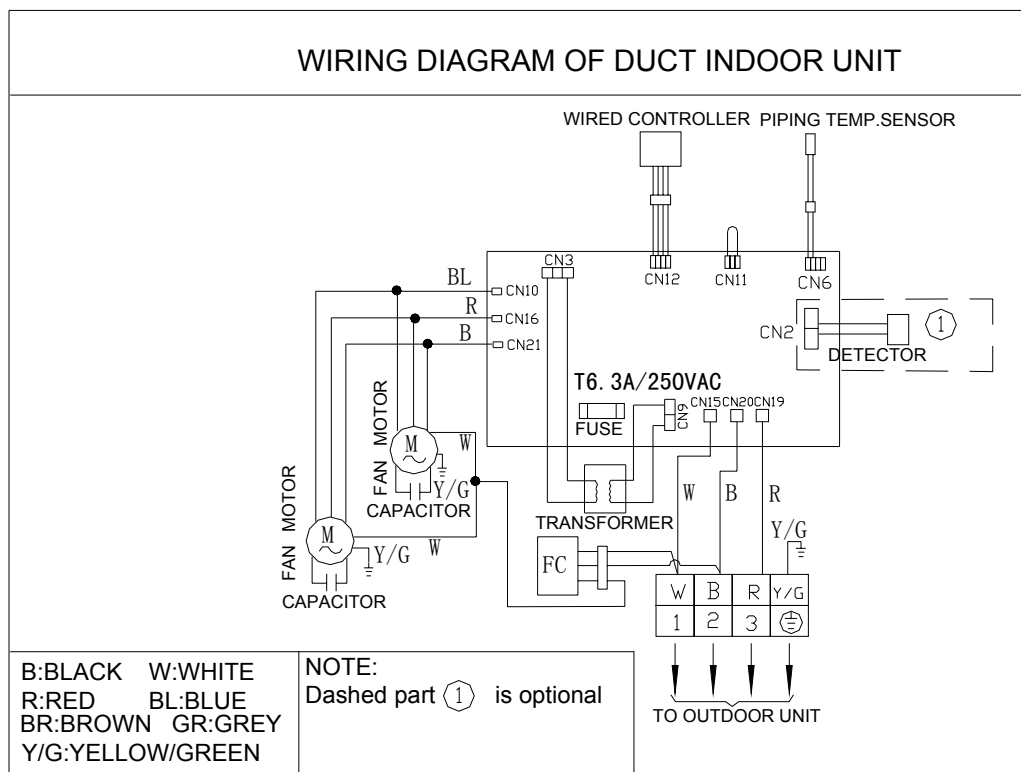 WIRING DIAGRAM OF DUCT INDOOR UNIT
WIRED CONTROLLER
PIPING TEMP.SENSOR
CN3
CN12
CN11
CN6
BL
CN10
R
CN16
B
CN21
CN2
1
DETECTOR
T6.3A/250VAC
FUSE
CN9
CN15
CN20
CN19
FAN MOTOR
M
W
Y/G
CAPACITOR
FAN MOTOR
M
Y/G
W
CAPACITOR
TRANSFORMER
W
B
R
Y/G
FC
W B R Y/G
1 2 3
TO OUTDOOR UNIT
B:BLACK W:WHITE
R:RED BL:BLUE
BR:BROWN GR:GREY
Y/G:YELLOW/GREEN
NOTE:
Dashed part 1 is optional